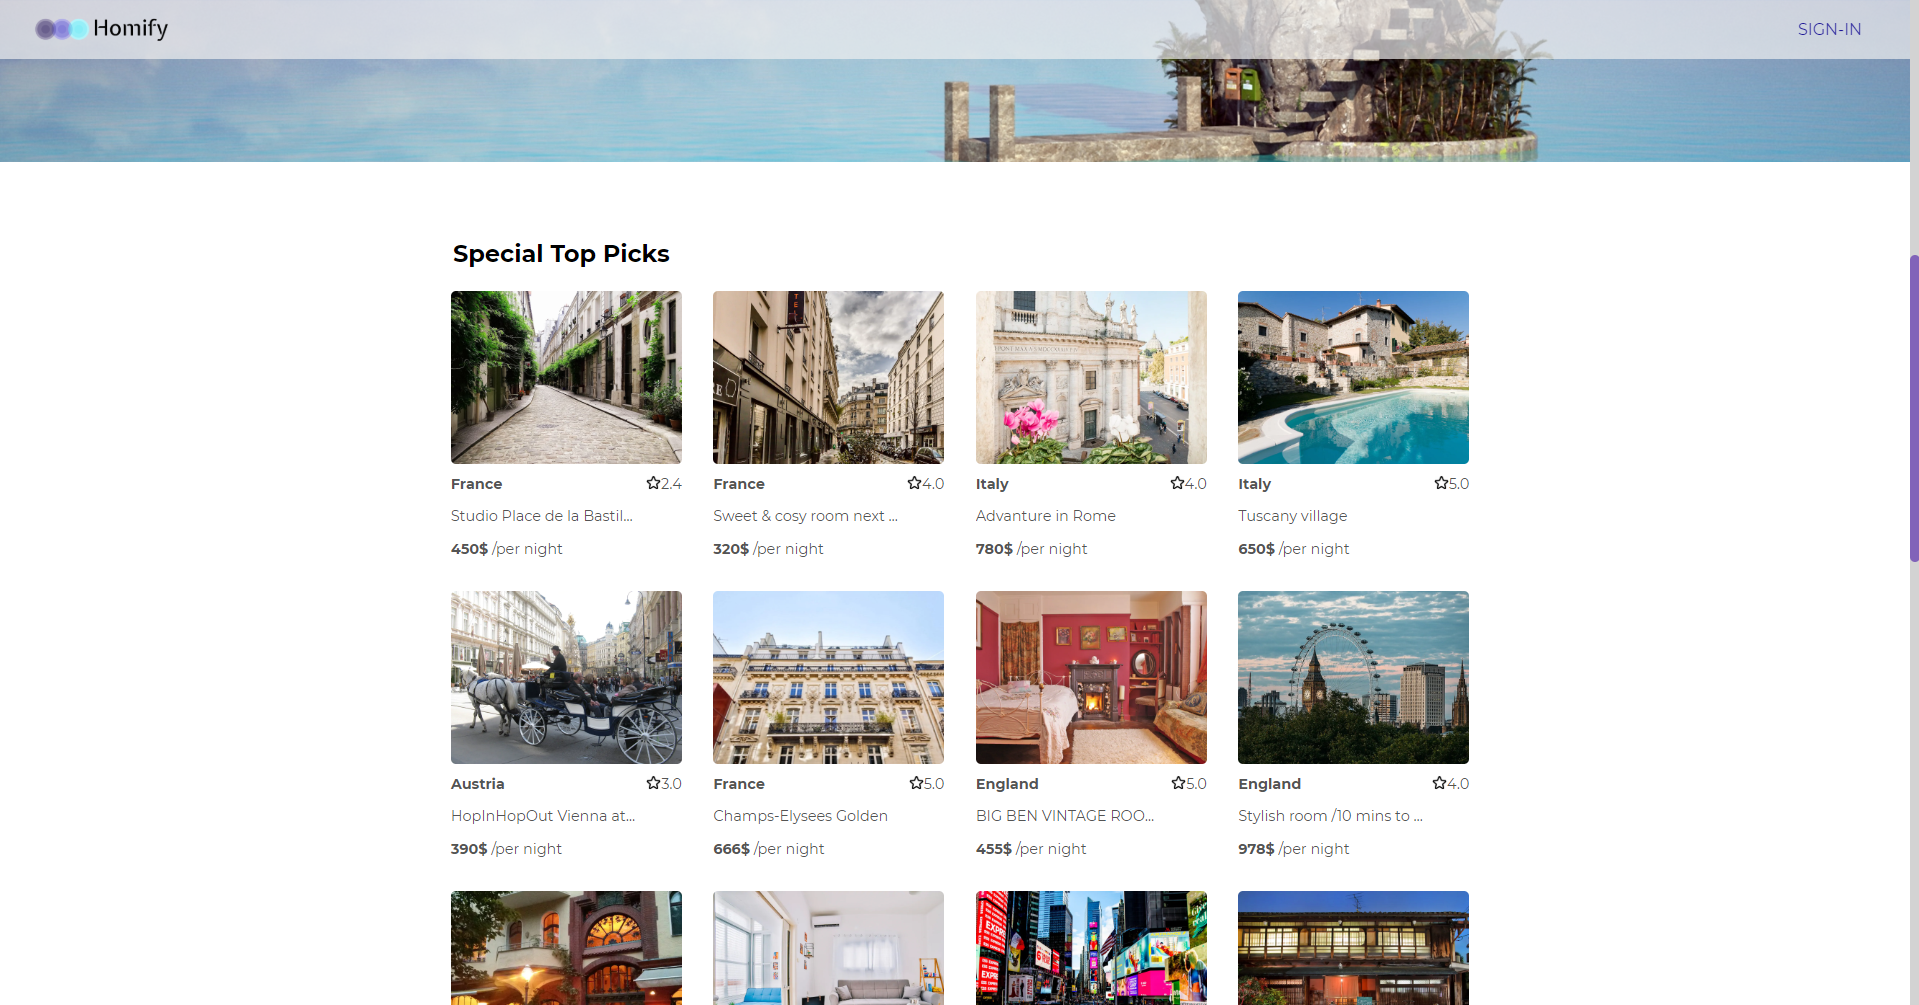 Homify
SIGN-IN
Special Top Picks
France
2.4
Studio Place de la Bastil...
450$ /per night
France
4.0
Sweet & cosy room next ...
320$ /per night
Italy
4.0
Advanture in Rome
780$ /per night
Italy
5.0
Tuscany village
650$ /per night
Austria
3.0
HopInHopOut Vienna at...
390$ /per night
France
5.0
Champs-Elysees Golden
666$ /per night
England
5.0
BIG BEN VINTAGE ROO...
455$ /per night
England
4.0
Stylish room /10 mins to ...
978$ /per night